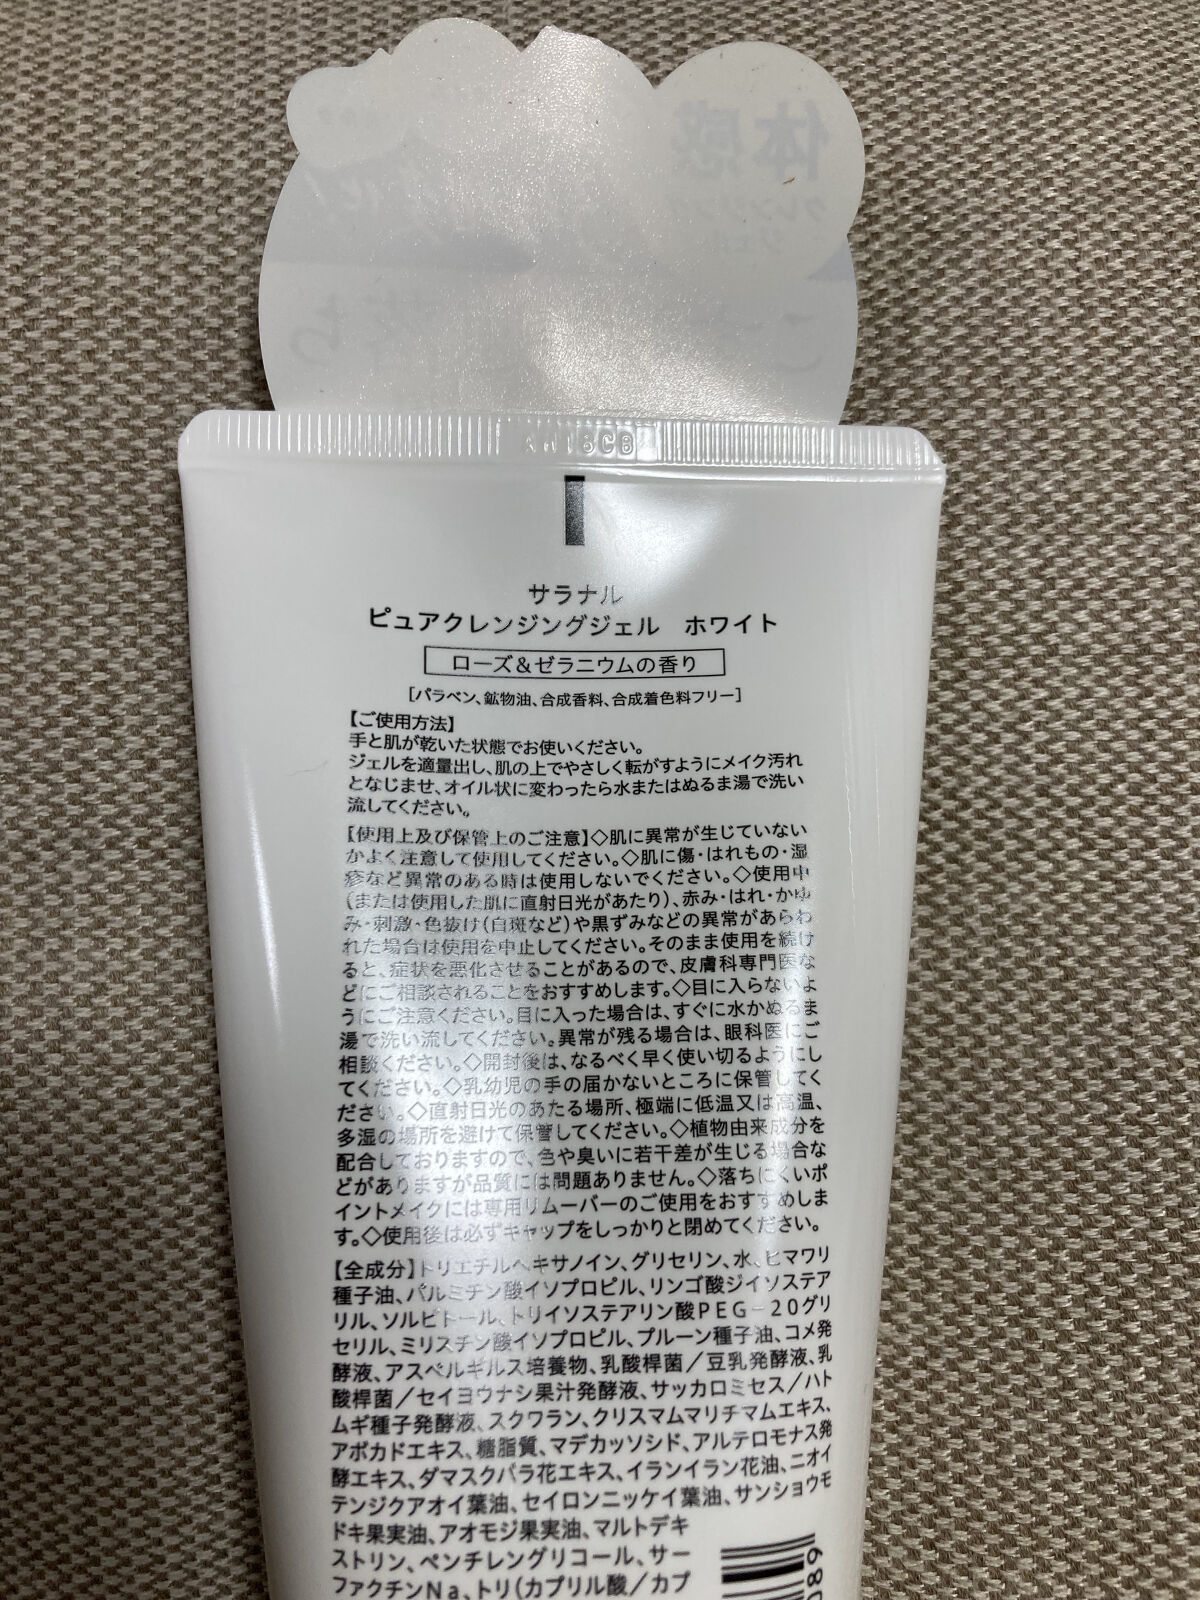 体感
クレンジング
ジェル
サラナル
ピュアクレンジングジェル ホワイト
ローズ&ゼラニウムの香り
[パラベン、鉱物油、合成香料、合成着色料フリー]
【ご使用方法】
手と肌が乾いた状態でお使いください。
ジェルを適量出し、肌の上でやさしく転がすようにメイク汚れ
となじませ、オイル状に変わったら水またはぬるま湯で洗い
流してください。
【使用上及び保管上のご注意】◇肌に異常が生じていない
かよく注意して使用してください。◇肌に傷・はれもの・湿
疹など異常のある時は使用しないでください。◇使用中
(または使用した肌に直射日光があたり)、赤み・はれ・かゆ
み・刺激・色抜け(白斑など)や黒ずみなどの異常があらわ
れた場合は使用を中止してください。そのまま使用を続け
ると、症状を悪化させることがあるので、皮膚科専門医な
どにご相談されることをおすすめします。◇目に入らないよ
うにご注意ください。目に入った場合は、すぐに水かぬるま
湯で洗い流してください。異常が残る場合は、眼科医にご
相談ください。◇開封後は、なるべく早く使い切るようにし
てください。◇乳幼児の手の届かないところに保管してく
ださい。◇直射日光のあたる場所、極端に低温又は高温、
多湿の場所を避けて保管してください。◇植物由来成分を
配合しておりますので、色や臭いに若干差が生じる場合な
どがありますが品質には問題ありません。◇落ちにくいポ
イントメイクには専用リムーバーのご使用をおすすめしま
す。◇使用後は必ずキャップをしっかりと閉めてください。
【全成分】トリエチルヘキサノイン、グリセリン、水、ヒマワリ
種子油、パルミチン酸イソプロピル、リンゴ酸ジイソステア
リル、ソルビトール、トリイソステアリン酸PEG-20グリ
セリル、ミリスチン酸イソプロピル、プルーン種子油、コメ発
酵液、アスペルギルス培養物、乳酸桿菌/豆乳発酵液、乳
酸桿菌/セイヨウナシ果汁発酵液、サッカロミセス/ハト
ムギ種子発酵液、スクワラン、クリスマムマリチマムエキス、
アボカドエキス、糖脂質、マデカッソシド、アルテロモナス発
酵エキス、ダマスクバラ花エキス、イランイラン花油、ニオイ
テンジクアオイ葉油、セイロンニッケイ葉油、サンショウモ
ドキ果実油、アオモジ果実油、マルトデキ
ストリン、ペンチレングリコール、サー
ファクチンNa、トリ(カプリル酸/カプ